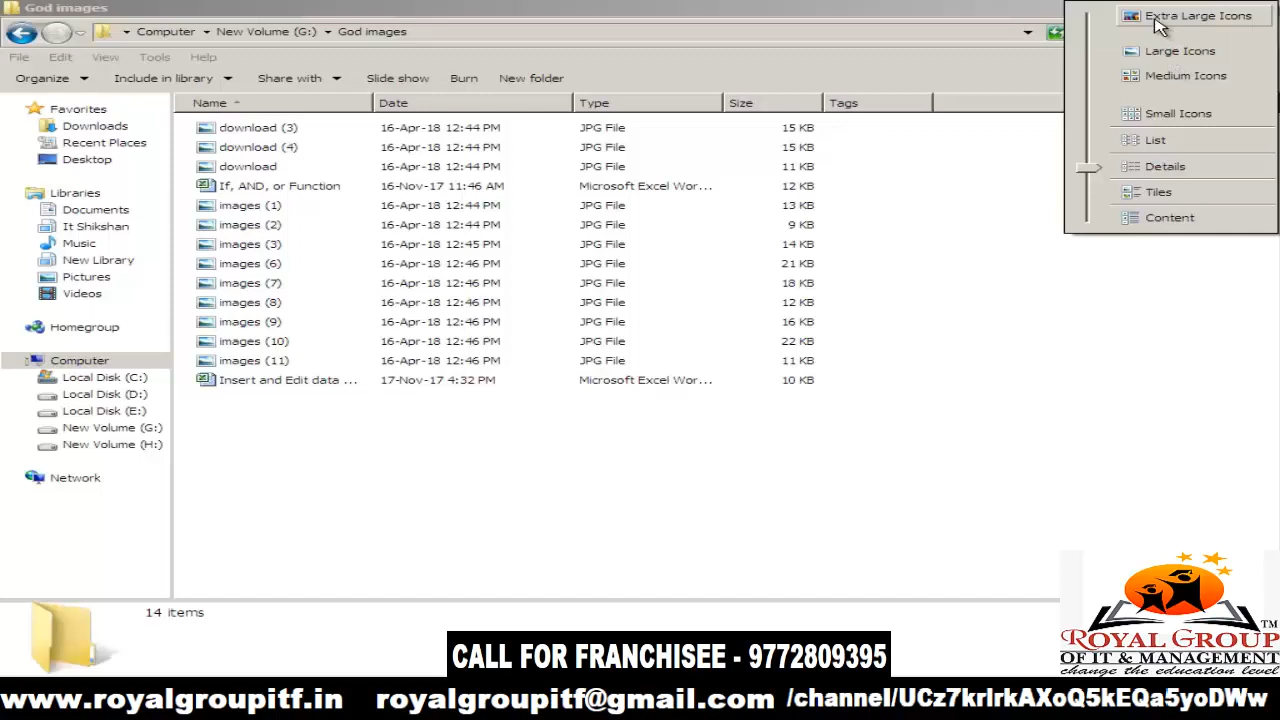 God images
Computer New Volume (G:) God images
File Edit View Tools Help
Organize Include in library Share with Slide show Burn New folder
Favorites
Downloads
Recent Places
Desktop
Libraries
Documents
It Shikshan
Music
New Library
Pictures
Videos
Homegroup
Computer
Local Disk (C:)
Local Disk (D:)
Local Disk (E:)
New Volume (G:)
New Volume (H:)
Network
Name Date Type Size Tags
download (3) 16-Apr-18 12:44 PM JPG File 15 KB
download (4) 16-Apr-18 12:44 PM JPG File 15 KB
download 16-Apr-18 12:44 PM JPG File 11 KB
If, AND, or Function 16-Nov-17 11:46 AM Microsoft Excel Wor... 12 KB
images (1) 16-Apr-18 12:44 PM JPG File 13 KB
images (2) 16-Apr-18 12:44 PM JPG File 9 KB
images (3) 16-Apr-18 12:45 PM JPG File 14 KB
images (6) 16-Apr-18 12:46 PM JPG File 21 KB
images (7) 16-Apr-18 12:46 PM JPG File 18 KB
images (8) 16-Apr-18 12:46 PM JPG File 12 KB
images (9) 16-Apr-18 12:46 PM JPG File 16 KB
images (10) 16-Apr-18 12:46 PM JPG File 22 KB
images (11) 16-Apr-18 12:46 PM JPG File 11 KB
Insert and Edit data ... 17-Nov-17 4:32 PM Microsoft Excel Wor... 10 KB
Extra Large Icons
Large Icons
Medium Icons
Small Icons
List
Details
Tiles
Content
14 items
TM
ROYAL GROUP
OF IT & MANAGEMENT
change the education level
CALL FOR FRANCHISEE - 9772809395
www.royalgroupitf.in royalgroupitf@gmail.com /channel/UCz7krlrkAXoQ5kEQa5yoDWw